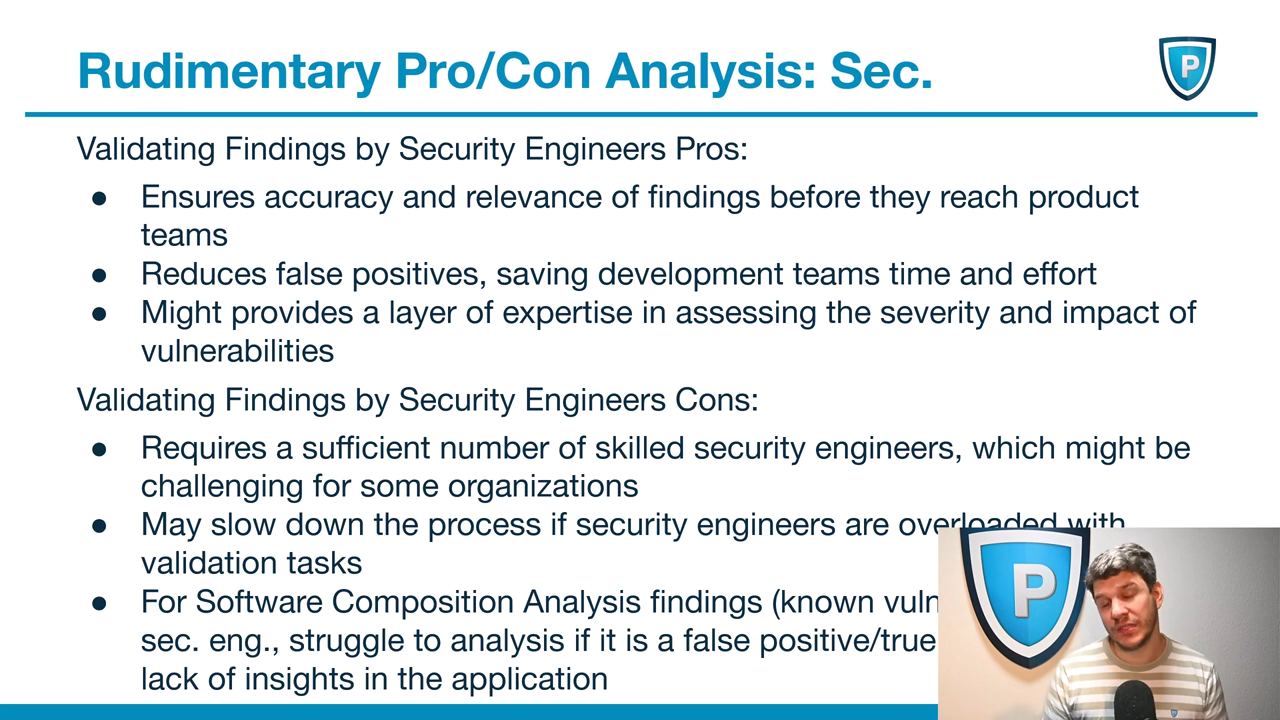 Rudimentary Pro/Con Analysis: Sec.
P
Validating Findings by Security Engineers Pros:
● Ensures accuracy and relevance of findings before they reach product
teams
● Reduces false positives, saving development teams time and effort
● Might provides a layer of expertise in assessing the severity and impact of
vulnerabilities
Validating Findings by Security Engineers Cons:
● Requires a sufficient number of skilled security engineers, which might be
challenging for some organizations
● May slow down the process if security engineers are overloaded with
validation tasks
● For Software Composition Analysis findings (known
sec. eng., struggle to analysis if it is a false positive/true
lack of insights in the application
P